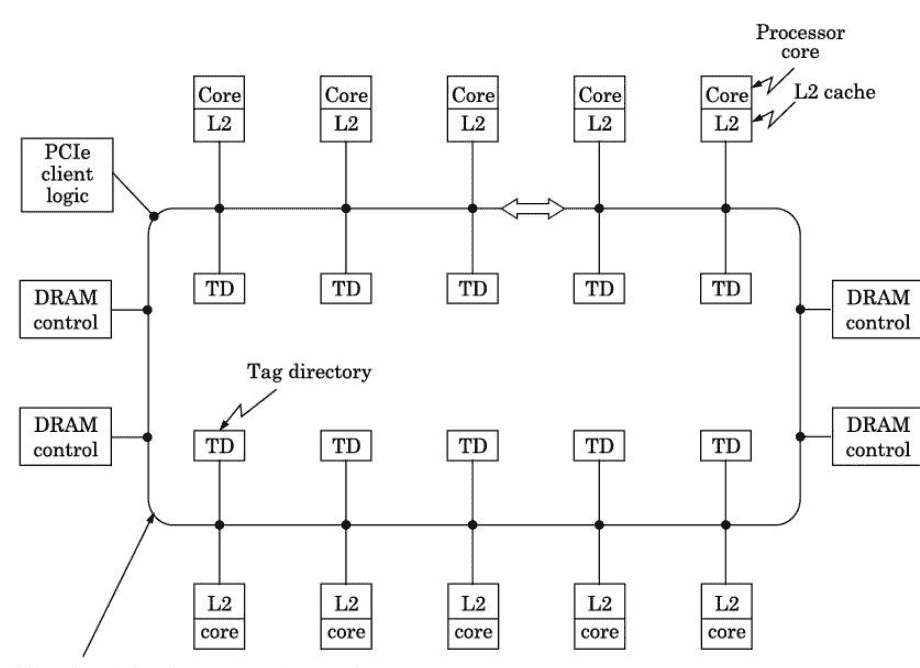 Processor
core
Core
L2
Core
L2
Core
L2
Core
L2
Core
L2
L2 cache
PCIe
client
logic
TD
TD
TD
TD
TD
DRAM
control
DRAM
control
Tag directory
DRAM
control
DRAM
control
TD
TD
TD
TD
TD
L2
core
L2
core
L2
core
L2
core
L2
core